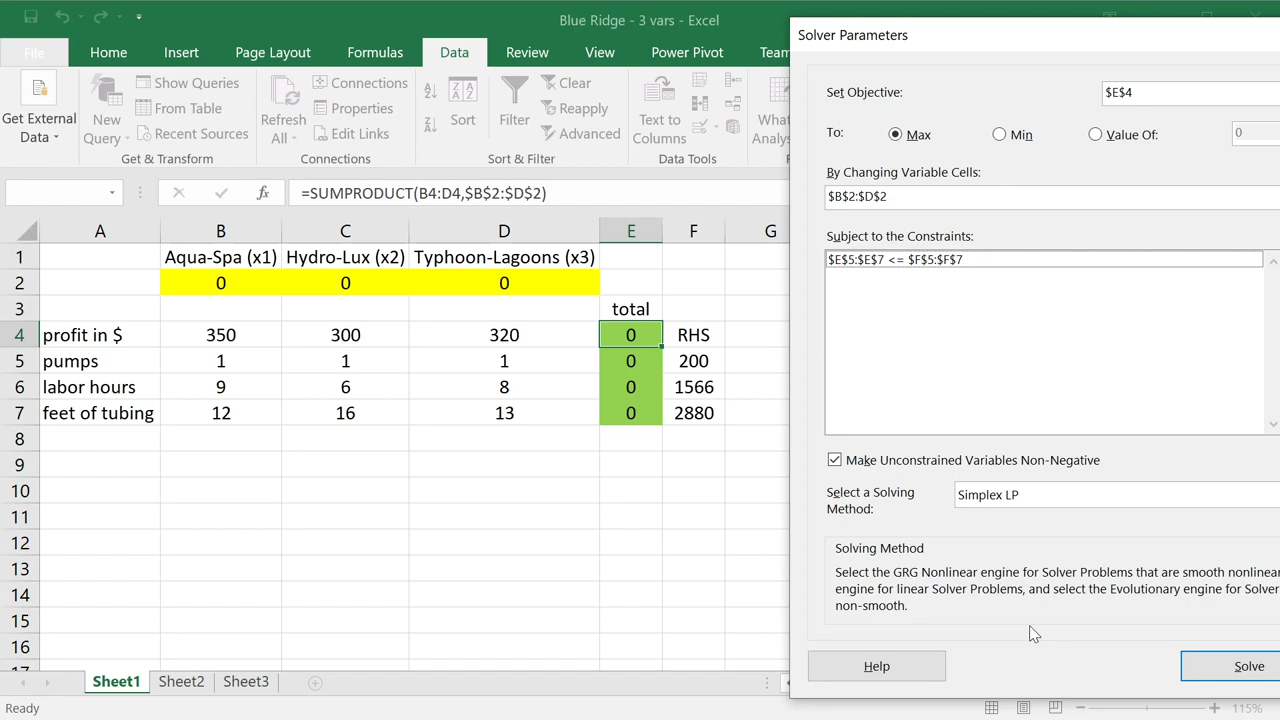 Blue Ridge - 3 vars - Excel
File Home Insert Page Layout Formulas Data Review View Power Pivot Team
Get External Data
New Query
Show Queries
From Table
Recent Sources
Get & Transform
Refresh All
Connections
Properties
Edit Links
Connections
Sort
Filter
Clear
Reapply
Advanced
Sort & Filter
Text to Columns
Data Tools
=SUMPRODUCT(B4:D4,$B$2:$D$2)
A B C D E F G
1 Aqua-Spa (x1) Hydro-Lux (x2) Typhoon-Lagoons (x3)
2 0 0 0
3 total
4 profit in $ 350 300 320 0 RHS
5 pumps 1 1 1 0 200
6 labor hours 9 6 8 0 1566
7 feet of tubing 12 16 13 0 2880
8
9
10
11
12
13
14
15
16
Sheet1 Sheet2 Sheet3
Ready
115%
Solver Parameters
Set Objective: $E$4
To: Max Min Value Of: 0
By Changing Variable Cells:
$B$2:$D$2
Subject to the Constraints:
$E$5:$E$7 <= $F$5:$F$7
Make Unconstrained Variables Non-Negative
Select a Solving Method: Simplex LP
Solving Method
Select the GRG Nonlinear engine for Solver Problems that are smooth nonlinear
engine for linear Solver Problems, and select the Evolutionary engine for Solver
non-smooth.
Help Solve